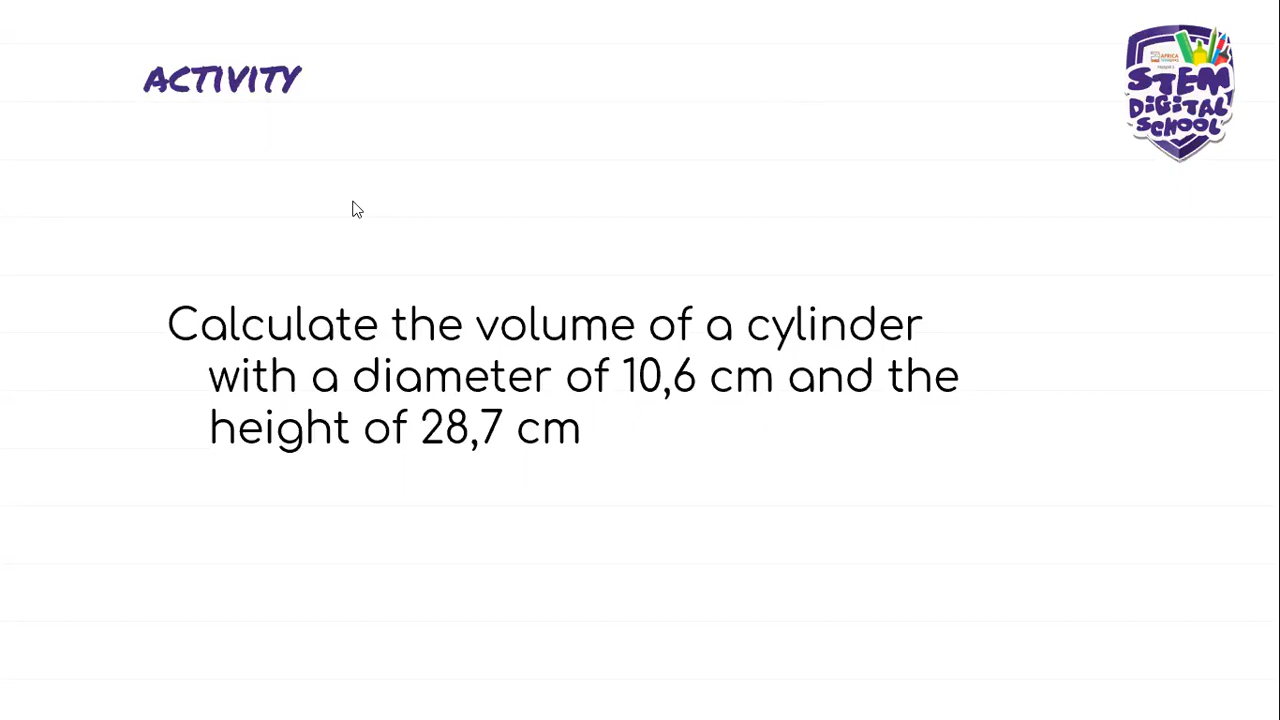 ACTIVITY
AFRICA
STEM
DIGITAL
SCHOOL
Calculate the volume of a cylinder
with a diameter of 10,6 cm and the
height of 28,7 cm